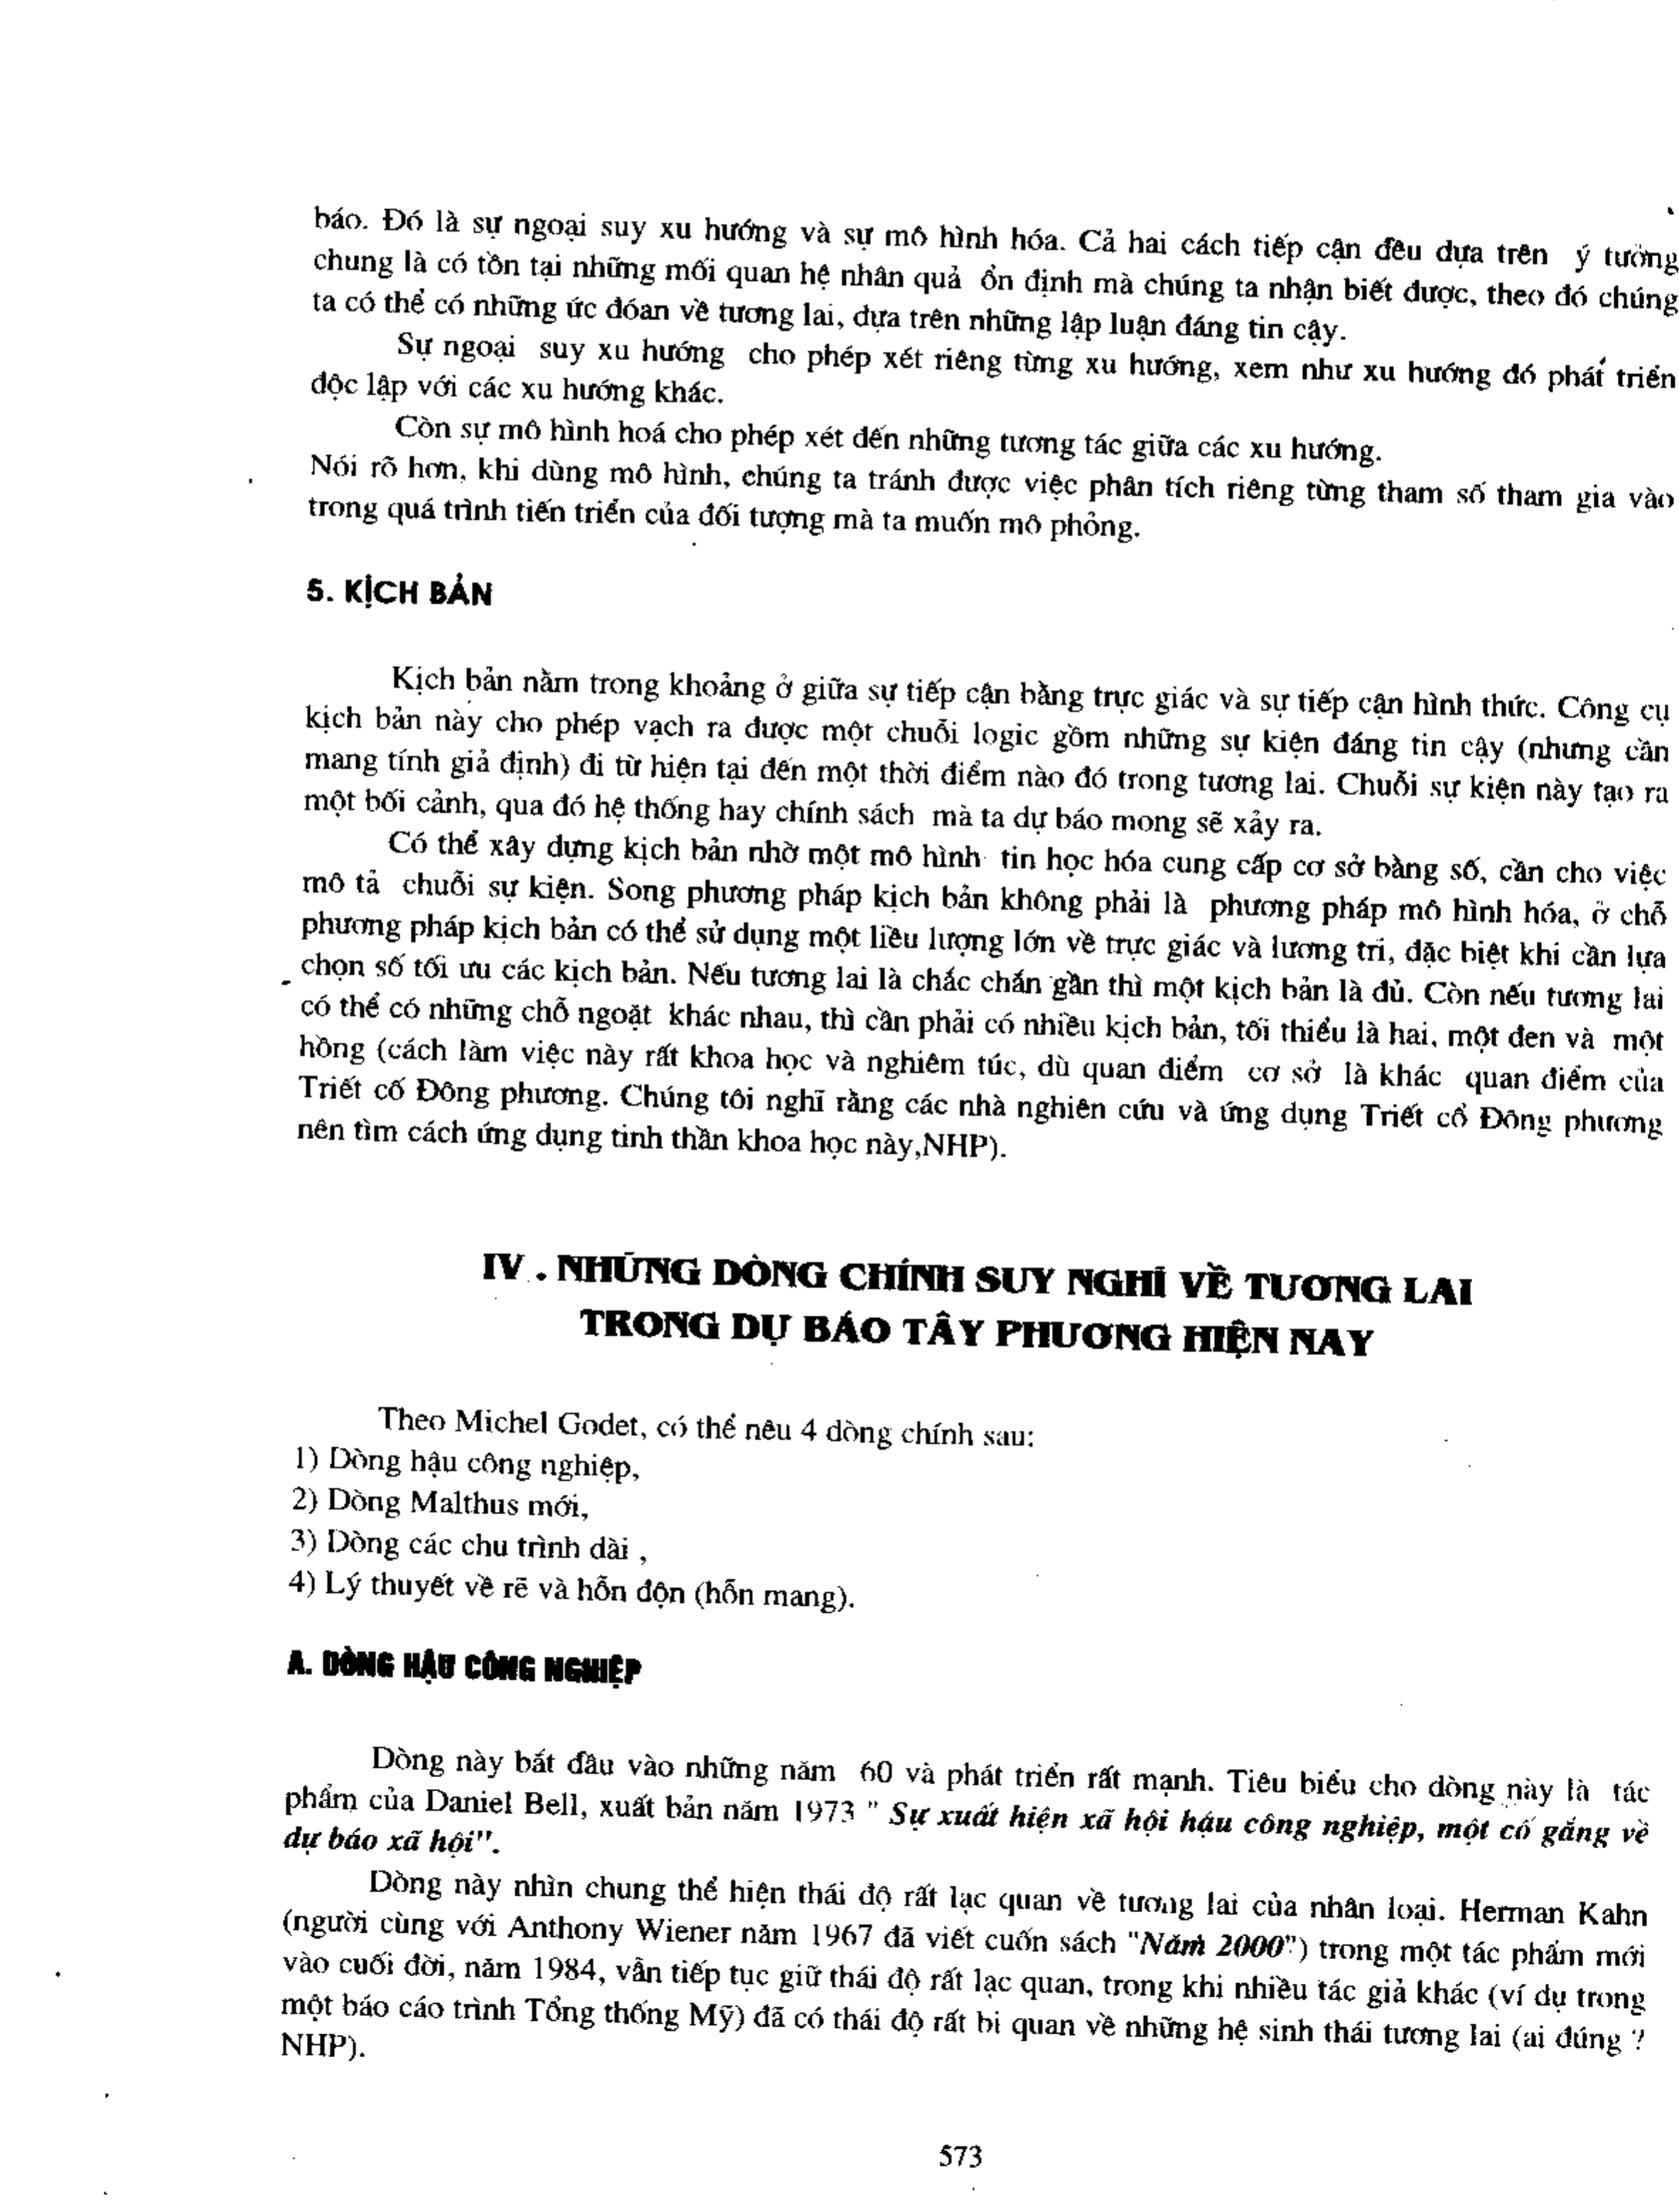 báo. Đó là sự ngoại suy xu hướng và sự mô hình hóa. Cả hai cách tiếp cận đều dựa trên ý tưởng
chung là có tồn tại những mối quan hệ nhân quả ổn định mà chúng ta nhận biết được, theo đó chúng
ta có thể có những ức đóan về tương lai, dựa trên những lập luận đáng tin cậy.
Sự ngoại suy xu hướng cho phép xét riêng từng xu hướng, xem như xu hướng đó phát triển
độc lập với các xu hướng khác.
Còn sự mô hình hoá cho phép xét đến những tương tác giữa các xu hướng.
Nói rõ hơn, khi dùng mô hình, chúng ta tránh được việc phân tích riêng từng tham số tham gia vào
trong quá trình tiến triển của đối tượng mà ta muốn mô phỏng.
5. KỊCH BẢN
Kịch bản nằm trong khoảng ở giữa sự tiếp cận bằng trực giác và sự tiếp cận hình thức. Công cụ
kịch bản này cho phép vạch ra được một chuỗi logic gồm những sự kiện đáng tin cậy (nhưng cần
mang tính giả định) đi từ hiện tại đến một thời điểm nào đó trong tương lai. Chuỗi sự kiện này tạo ra
một bối cảnh, qua đó hệ thống hay chính sách mà ta dự báo mong sẽ xảy ra.
Có thể xây dựng kịch bản nhờ một mô hình tin học hóa cung cấp cơ sở bằng số, cần cho việc
mô tả chuỗi sự kiện. Song phương pháp kịch bản không phải là phương pháp mô hình hóa, ở chỗ
phương pháp kịch bản có thể sử dụng một liều lượng lớn về trực giác và lương tri, đặc biệt khi cần lựa
chọn số tối ưu các kịch bản. Nếu tương lai là chắc chắn gần thì một kịch bản là đủ. Còn nếu tương lai
có thể có những chỗ ngoặt khác nhau, thì cần phải có nhiều kịch bản, tối thiểu là hai, một đen và một
hồng (cách làm việc này rất khoa học và nghiêm túc, dù quan điểm cơ sở là khác quan điểm của
Triết cổ Đông phương. Chúng tôi nghĩ rằng các nhà nghiên cứu và ứng dụng Triết cổ Đông phương
nên tìm cách ứng dụng tinh thần khoa học này,NHP).
IV . NHỮNG DÒNG CHÍNH SUY NGHĨ VỀ TƯƠNG LAI
TRONG DỰ BÁO TÂY PHƯƠNG HIỆN NAY
Theo Michel Godet, có thể nêu 4 dòng chính sau:
1) Dòng hậu công nghiệp,
2) Dòng Malthus mới,
3) Dòng các chu trình dài ,
4) Lý thuyết về rẽ và hỗn độn (hỗn mang).
A. DÒNG HẬU CÔNG NGHIỆP
Dòng này bắt đầu vào những năm 60 và phát triển rất mạnh. Tiêu biểu cho dòng này là tác
phẩm của Daniel Bell, xuất bản năm 1973 " Sự xuất hiện xã hội hậu công nghiệp, một cố gắng về
dự báo xã hội".
Dòng này nhìn chung thể hiện thái độ rất lạc quan về tương lai của nhân loại. Herman Kahn
(người cùng với Anthony Wiener năm 1967 đã viết cuốn sách "Năm 2000") trong một tác phẩm mới
vào cuối đời, năm 1984, vẫn tiếp tục giữ thái độ rất lạc quan, trong khi nhiều tác giả khác (ví dụ trong
một báo cáo trình Tổng thống Mỹ) đã có thái độ rất bi quan về những hệ sinh thái tương lai (ai đúng ?
NHP).
573